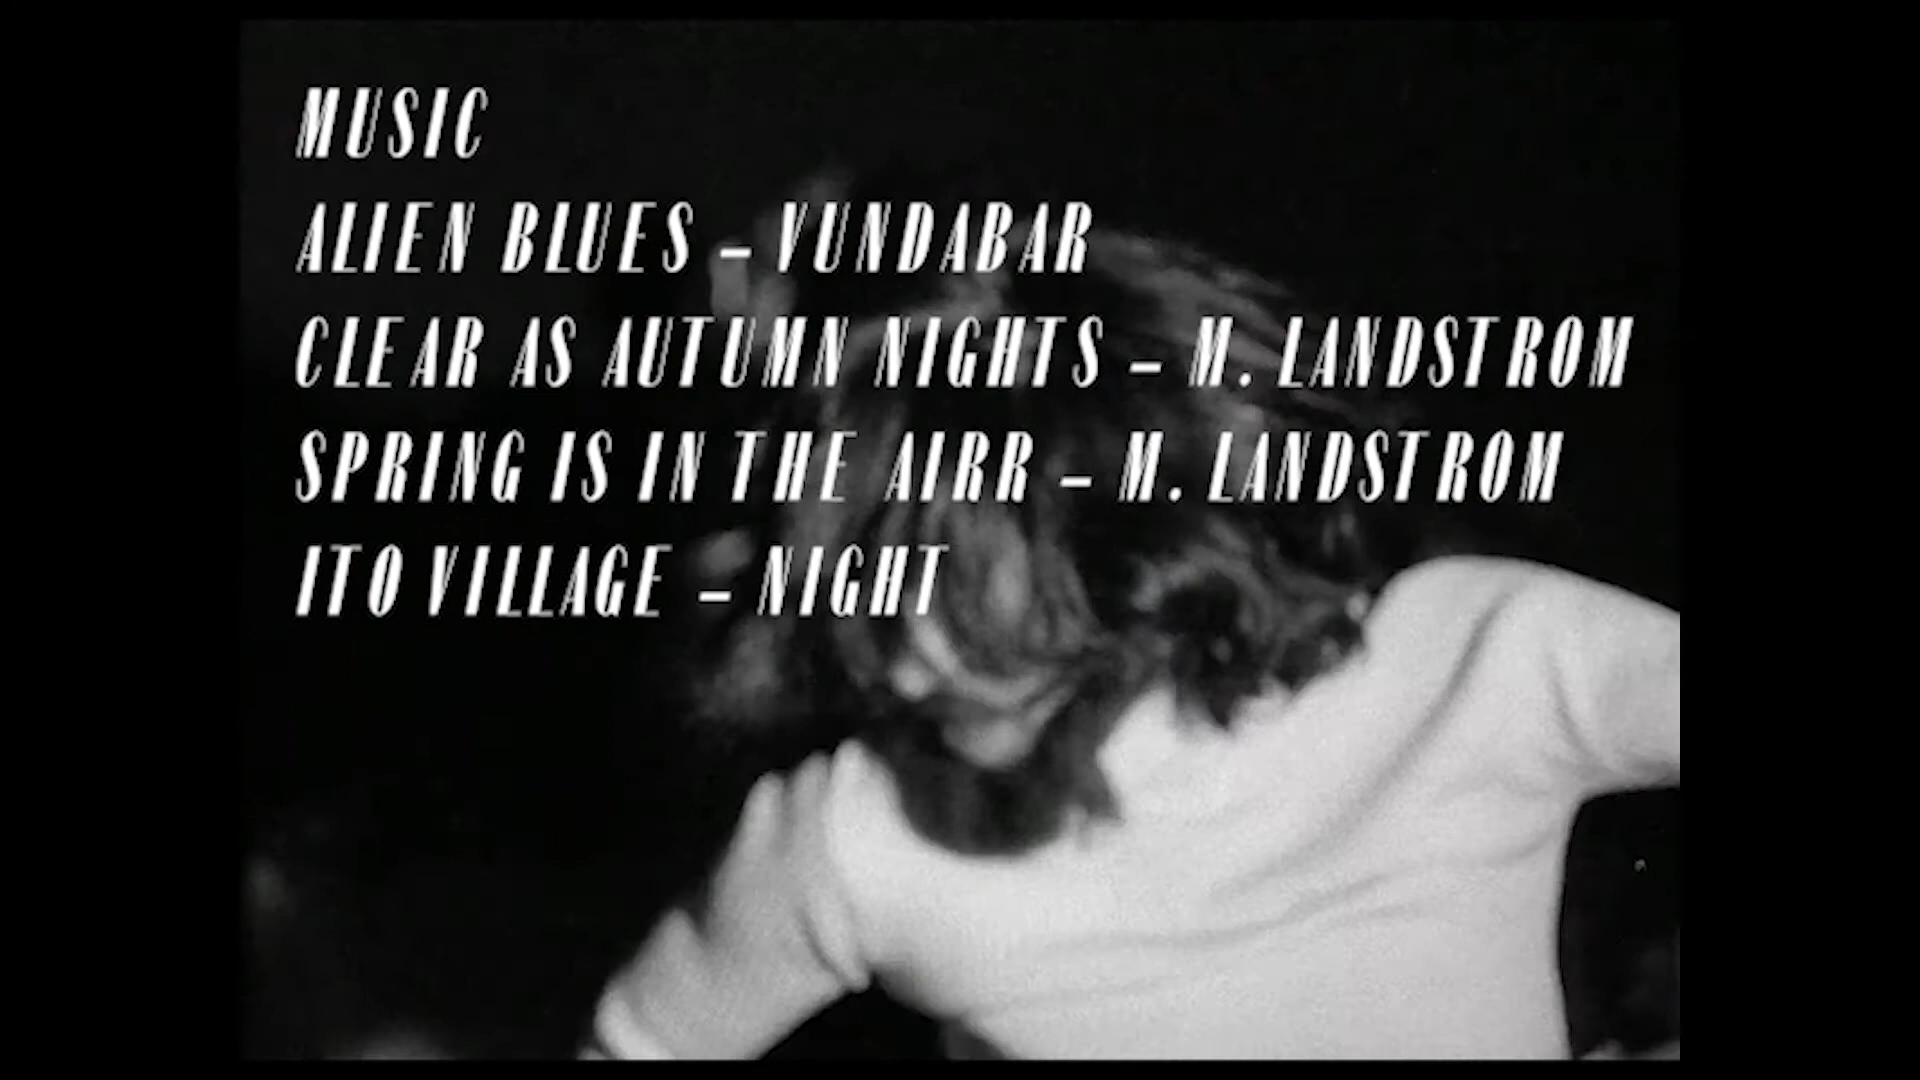 MUSIC
ALIEN BLUES – VUNDABAR
CLEAR AS AUTUMN NIGHTS – M. LANDSTROM
SPRING IS IN THE AIRR – M. LANDSTROM
ITO VILLAGE – NIGHT